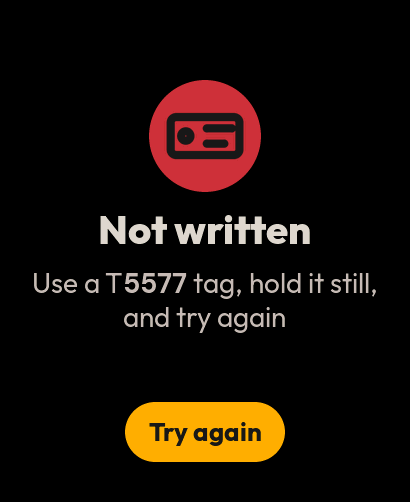 Not written
Use a T5577 tag, hold it still,
and try again
Try again